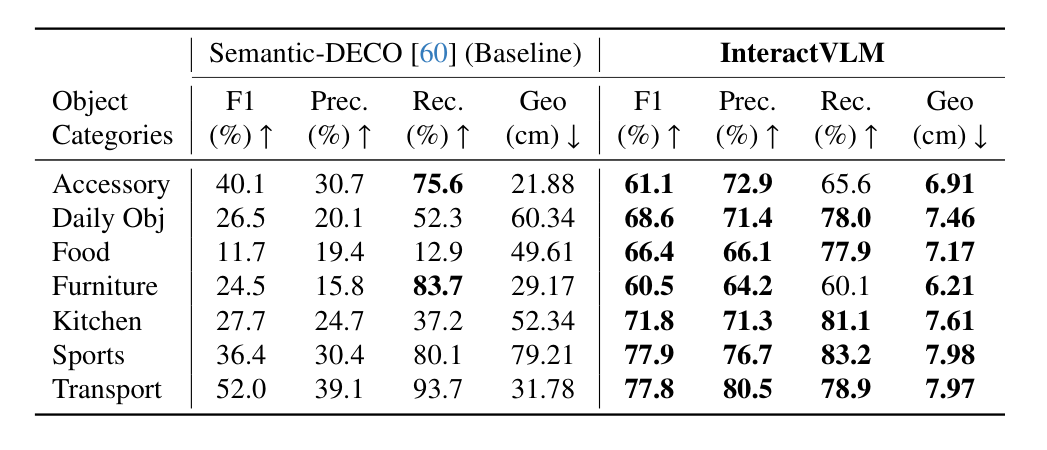 Semantic-DECO [60] (Baseline) InteractVLM
Object F1 Prec. Rec. Geo F1 Prec. Rec. Geo
Categories (%) ↑ (%) ↑ (%) ↑ (cm) ↓ (%) ↑ (%) ↑ (%) ↑ (cm) ↓
Accessory 40.1 30.7 75.6 21.88 61.1 72.9 65.6 6.91
Daily Obj 26.5 20.1 52.3 60.34 68.6 71.4 78.0 7.46
Food 11.7 19.4 12.9 49.61 66.4 66.1 77.9 7.17
Furniture 24.5 15.8 83.7 29.17 60.5 64.2 60.1 6.21
Kitchen 27.7 24.7 37.2 52.34 71.8 71.3 81.1 7.61
Sports 36.4 30.4 80.1 79.21 77.9 76.7 83.2 7.98
Transport 52.0 39.1 93.7 31.78 77.8 80.5 78.9 7.97